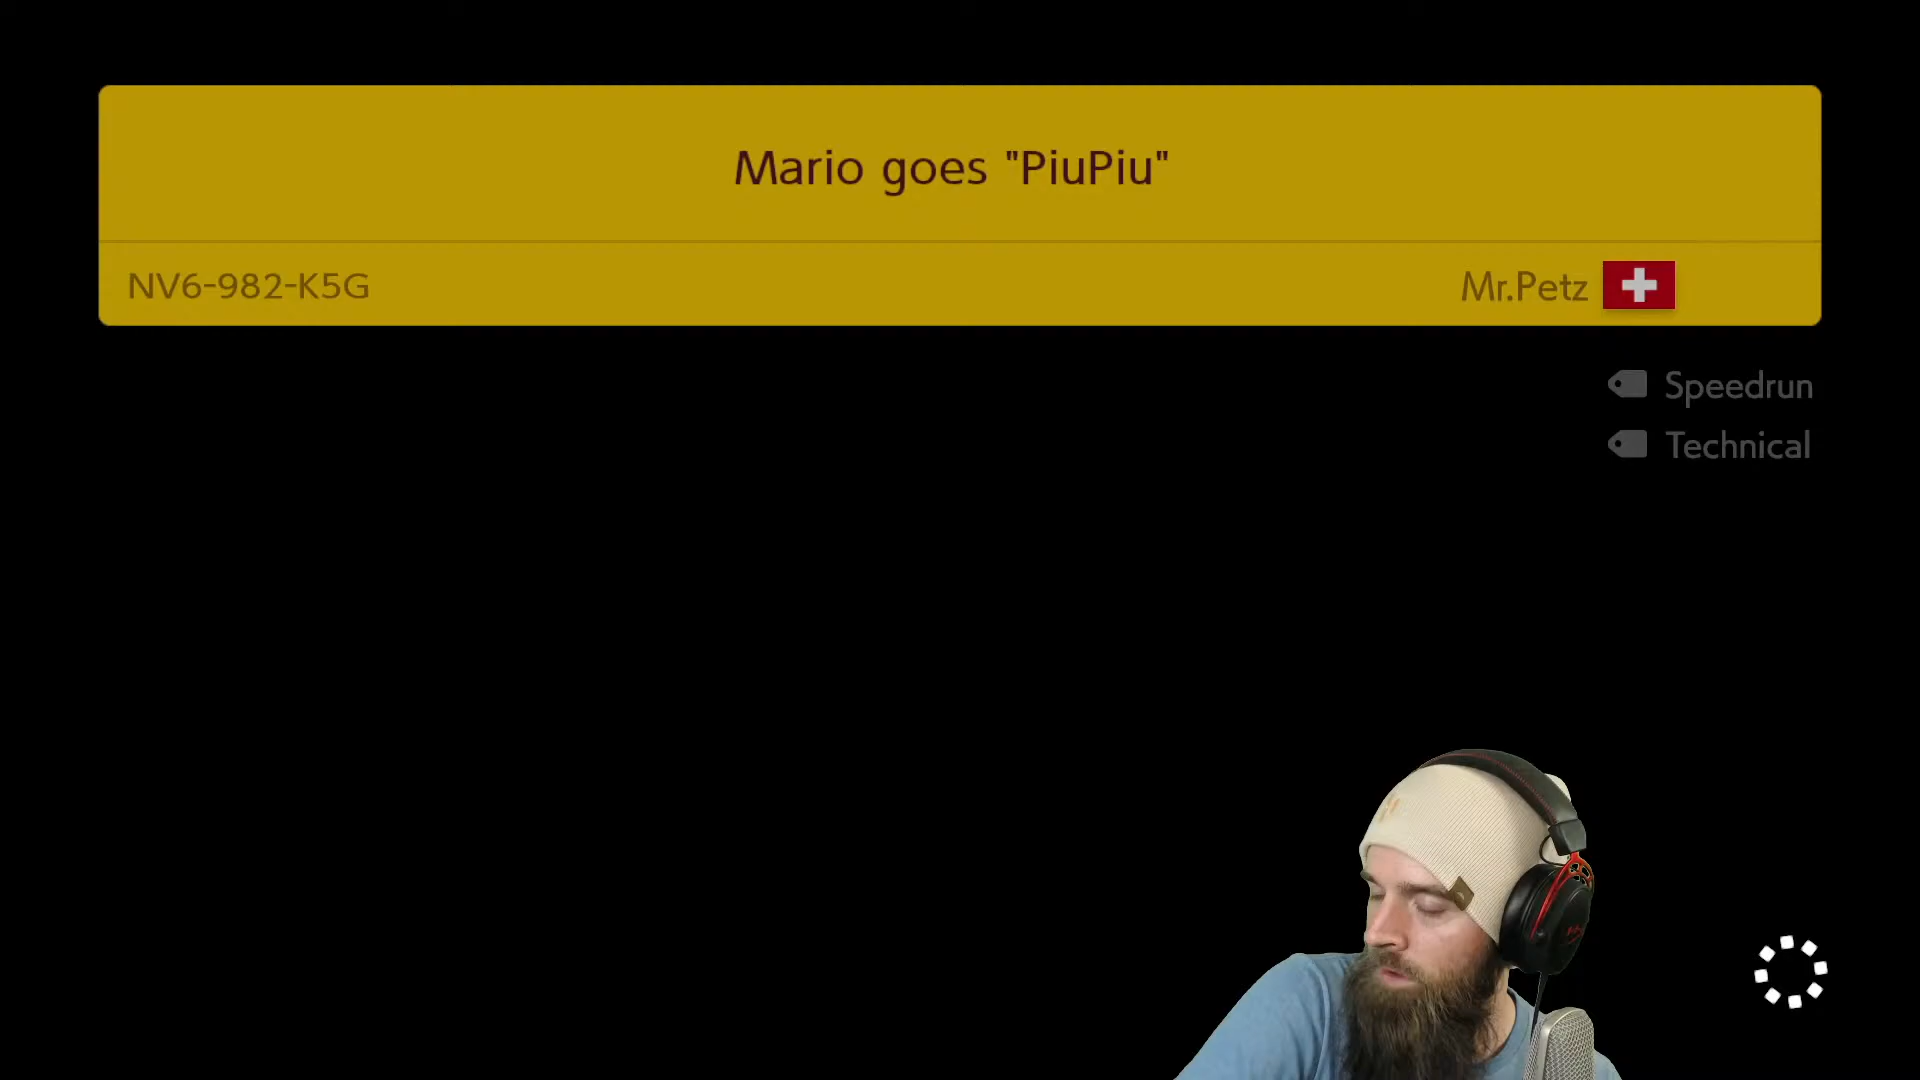 Mario goes "PiuPiu"
NV6-982-K5G
Mr.Petz
Speedrun
Technical